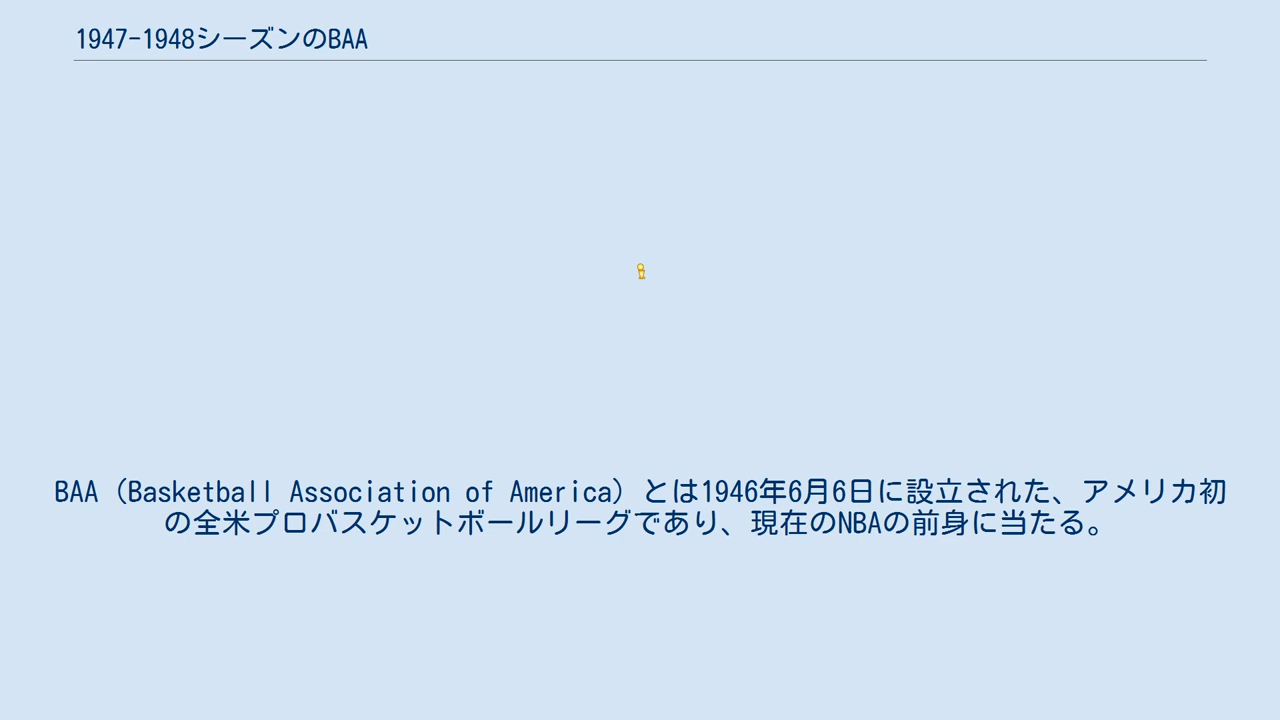 1947-1948シーズンのBAA
BAA（Basketball Association of America）とは1946年6月6日に設立された、アメリカ初
の全米プロバスケットボールリーグであり、現在のNBAの前身に当たる。